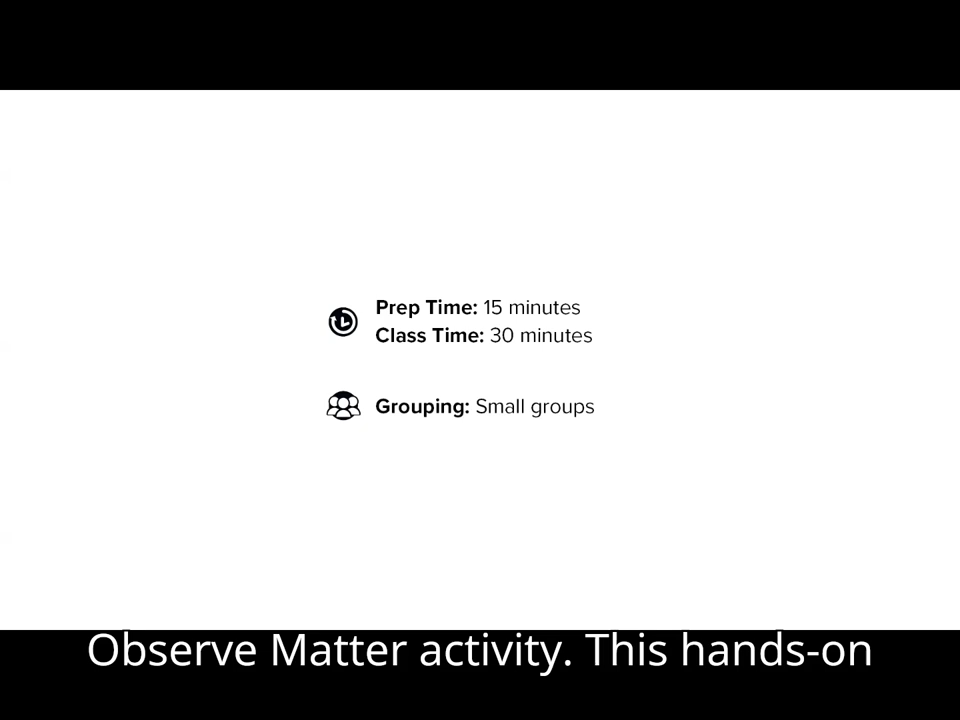 Prep Time: 15 minutes
Class Time: 30 minutes
Grouping: Small groups
Observe Matter activity. This hands-on